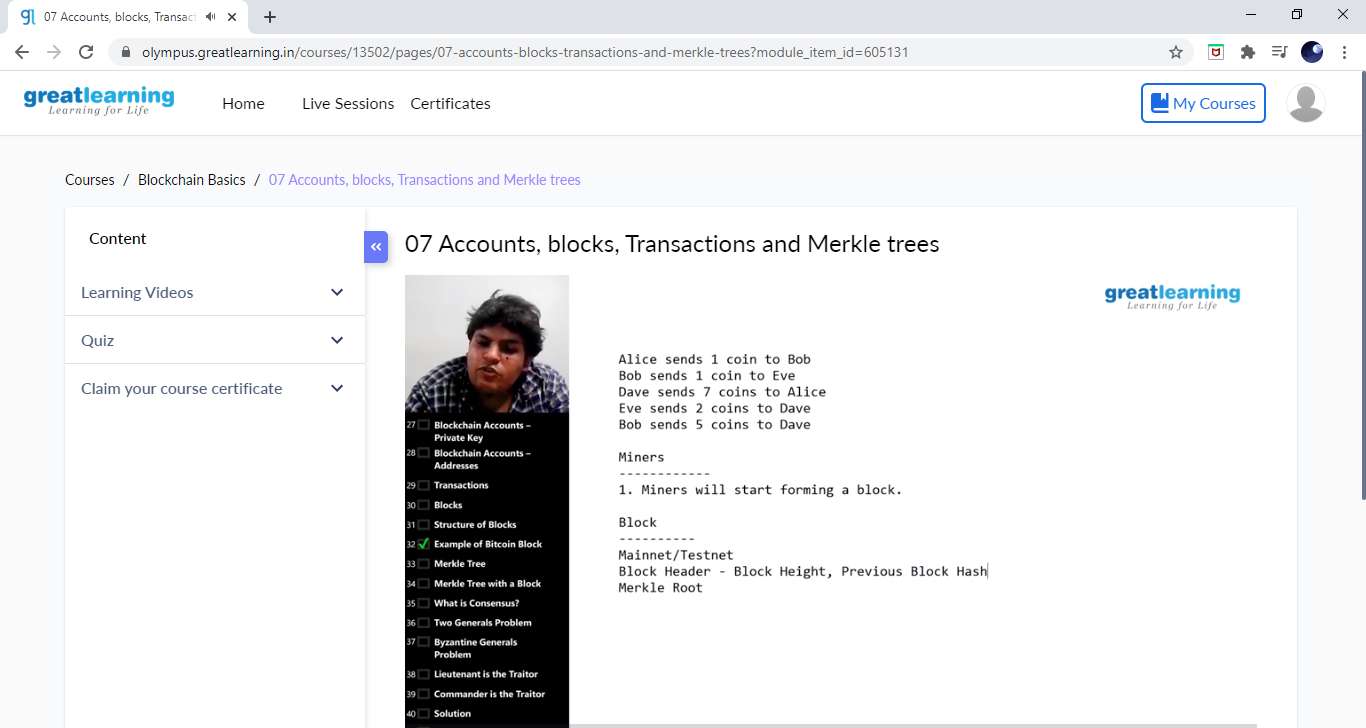 07 Accounts, blocks, Transact
olympus.greatlearning.in/courses/13502/pages/07-accounts-blocks-transactions-and-merkle-trees?module_item_id=605131
greatlearning
Learning for Life
Home
Live Sessions
Certificates
My Courses
Courses / Blockchain Basics / 07 Accounts, blocks, Transactions and Merkle trees
Content
Learning Videos
Quiz
Claim your course certificate
07 Accounts, blocks, Transactions and Merkle trees
27 Blockchain Accounts –
Private Key
28 Blockchain Accounts –
Addresses
29 Transactions
30 Blocks
31 Structure of Blocks
32 Example of Bitcoin Block
33 Merkle Tree
34 Merkle Tree with a Block
35 What is Consensus?
36 Two Generals Problem
37 Byzantine Generals
Problem
38 Lieutenant is the Traitor
39 Commander is the Traitor
40 Solution
greatlearning
Learning for Life
Alice sends 1 coin to Bob
Bob sends 1 coin to Eve
Dave sends 7 coins to Alice
Eve sends 2 coins to Dave
Bob sends 5 coins to Dave
Miners
------------
1. Miners will start forming a block.
Block
----------
Mainnet/Testnet
Block Header - Block Height, Previous Block Hash
Merkle Root